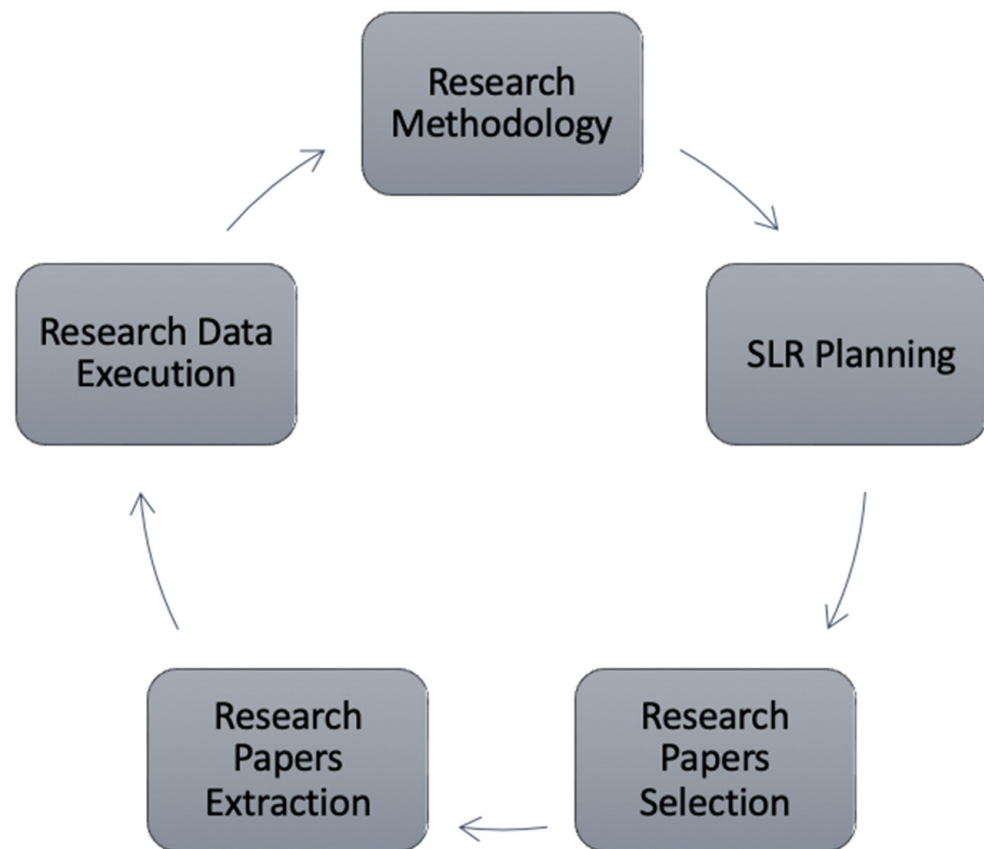 Research
Methodology
SLR Planning
Research
Papers
Selection
Research
Papers
Extraction
Research Data
Execution